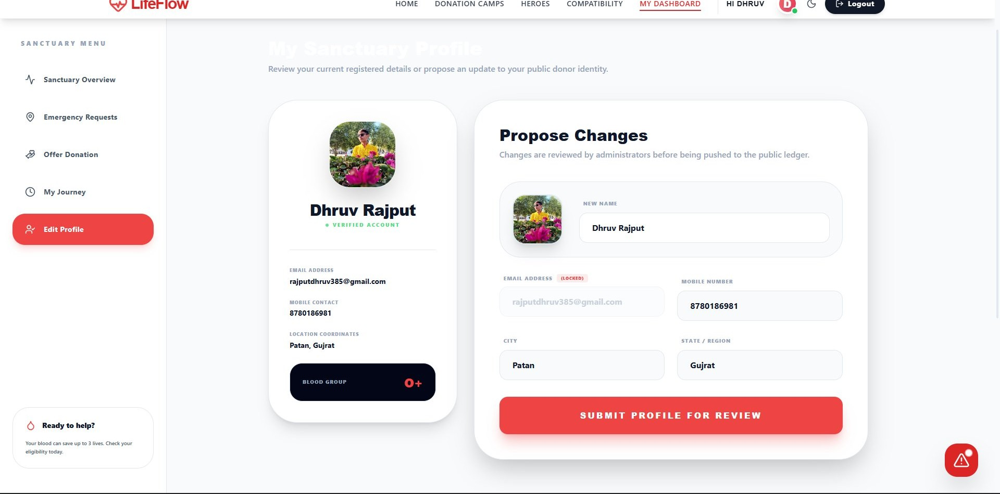 LifeFlow
HOME DONATION CAMPS HEROES COMPATIBILITY MY DASHBOARD HI DHRUV D Logout
SANCTUARY MENU
Sanctuary Overview
Emergency Requests
Offer Donation
My Journey
Edit Profile
Ready to help?
Your blood can save up to 3 lives. Check your
eligibility today.
My Sanctuary Profile
Review your current registered details or propose an update to your public donor identity.
Dhruv Rajput
VERIFIED ACCOUNT
EMAIL ADDRESS
rajputdhruv385@gmail.com
MOBILE CONTACT
8780186981
LOCATION COORDINATES
Patan, Gujrat
BLOOD GROUP O+
Propose Changes
Changes are reviewed by administrators before being pushed to the public ledger.
NEW NAME
Dhruv Rajput
EMAIL ADDRESS (LOCKED)
rajputdhruv385@gmail.com
MOBILE NUMBER
8780186981
CITY
Patan
STATE / REGION
Gujrat
SUBMIT PROFILE FOR REVIEW